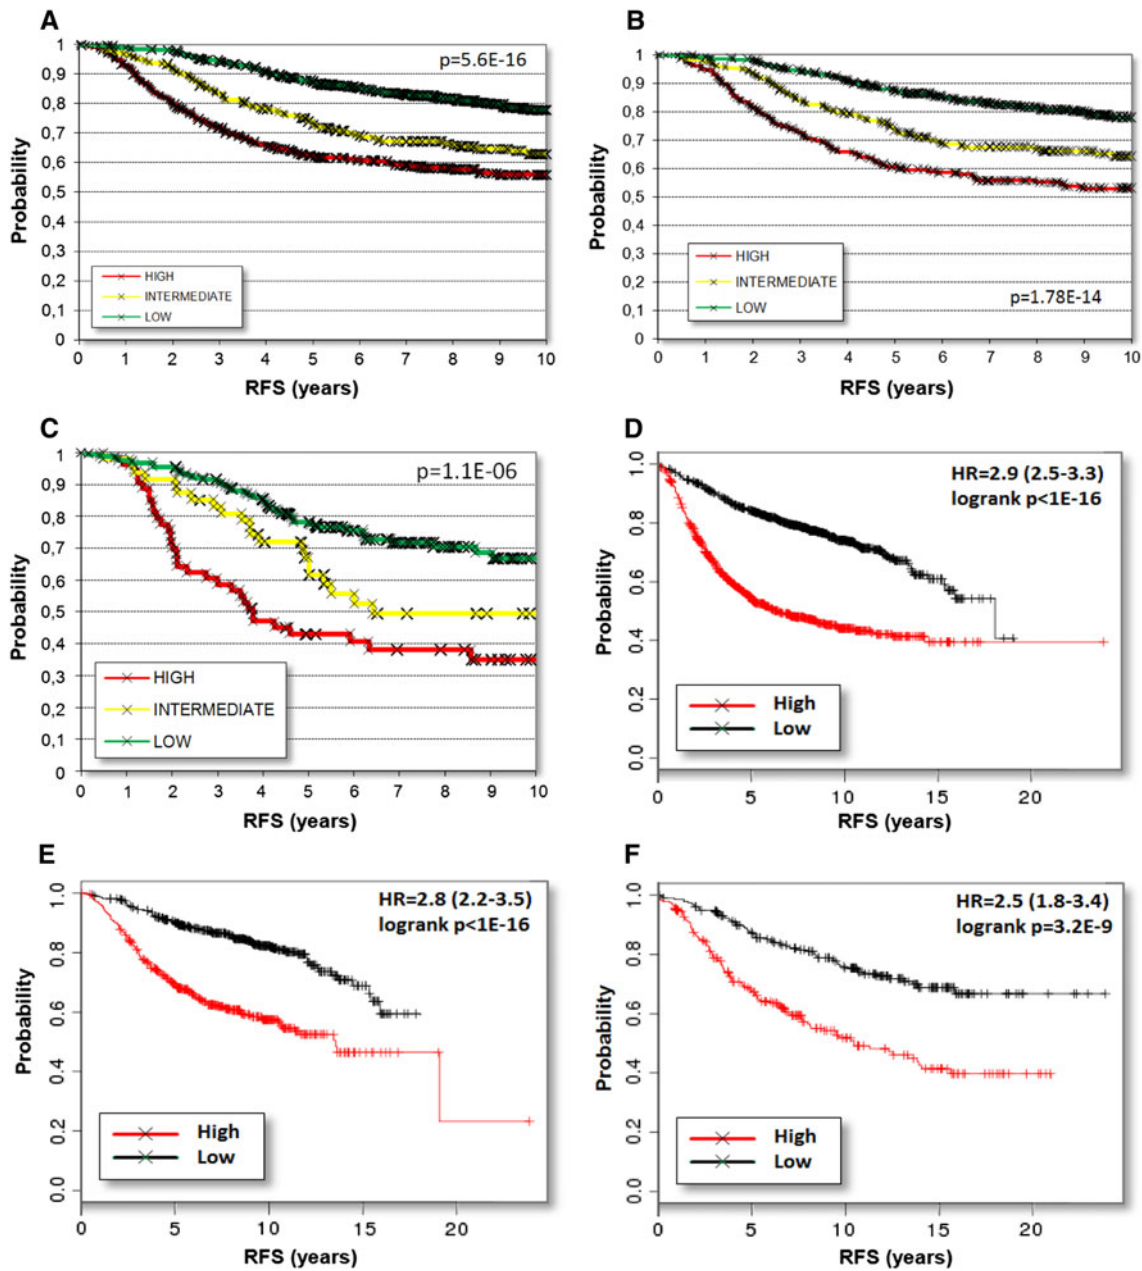 A
p=5.6E-16
1
0,9
0,8
0,7
0,6
0,5
0,4
0,3
0,2
0,1
0
Probability
HIGH
INTERMEDIATE
LOW
0 1 2 3 4 5 6 7 8 9 10
RFS (years)
B
1
0,9
0,8
0,7
0,6
0,5
0,4
0,3
0,2
0,1
0
Probability
HIGH
INTERMEDIATE
LOW
p=1.78E-14
0 1 2 3 4 5 6 7 8 9 10
RFS (years)
C
p=1.1E-06
1
0,9
0,8
0,7
0,6
0,5
0,4
0,3
0,2
0,1
0
Probability
HIGH
INTERMEDIATE
LOW
0 1 2 3 4 5 6 7 8 9 10
RFS (years)
D
HR=2.9 (2.5-3.3)
logrank p<1E-16
1.0
0.8
0.6
0.4
0.2
0.0
Probability
High
Low
0 5 10 15 20
RFS (years)
E
HR=2.8 (2.2-3.5)
logrank p<1E-16
1.0
0.8
0.6
0.4
0.2
0.0
Probability
High
Low
0 5 10 15 20
RFS (years)
F
HR=2.5 (1.8-3.4)
logrank p=3.2E-9
1.0
0.8
0.6
0.4
0.2
0.0
Probability
High
Low
0 5 10 15 20
RFS (years)